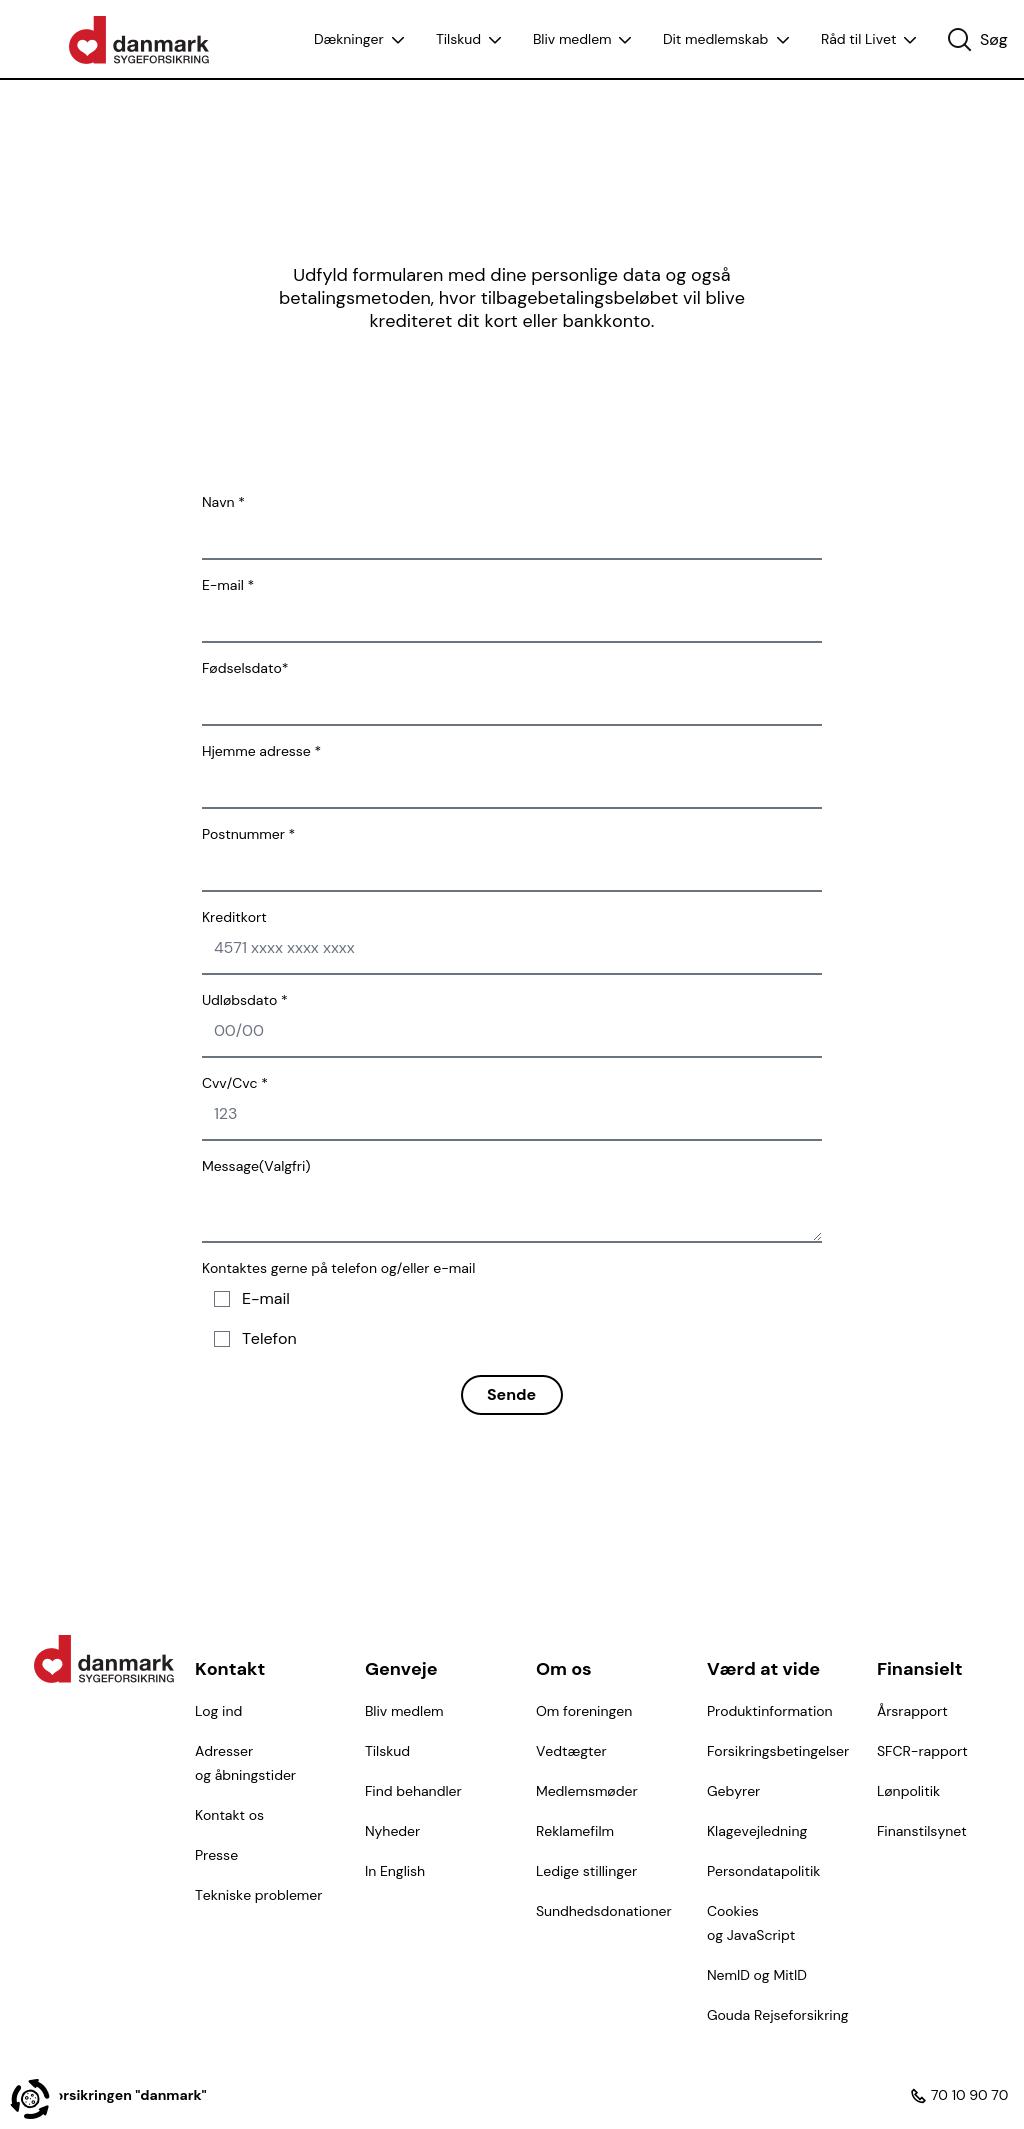 danmark
SYGEFORSIKRING
Dækninger
Tilskud
Bliv medlem
Dit medlemskab
Råd til Livet
Søg
Udfyld formularen med dine personlige data og også
betalingsmetoden, hvor tilbagebetalingsbeløbet vil blive
krediteret dit kort eller bankkonto.
Navn *
E-mail *
Fødselsdato*
Hjemme adresse *
Postnummer *
Kreditkort
4571 xxxx xxxx xxxx
Udløbsdato *
00/00
Cvv/Cvc *
123
Message(Valgfri)
Kontaktes gerne på telefon og/eller e-mail
E-mail
Telefon
Sende
danmark
SYGEFORSIKRING
Kontakt
Log ind
Adresser
og åbningstider
Kontakt os
Presse
Tekniske problemer
Genveje
Bliv medlem
Tilskud
Find behandler
Nyheder
In English
Om os
Om foreningen
Vedtægter
Medlemsmøder
Reklamefilm
Ledige stillinger
Sundhedsdonationer
Værd at vide
Produktinformation
Forsikringsbetingelser
Gebyrer
Klagevejledning
Persondatapolitik
Cookies
og JavaScript
NemID og MitID
Gouda Rejseforsikring
Finansielt
Årsrapport
SFCR-rapport
Lønpolitik
Finanstilsynet
"danmark"
70 10 90 70